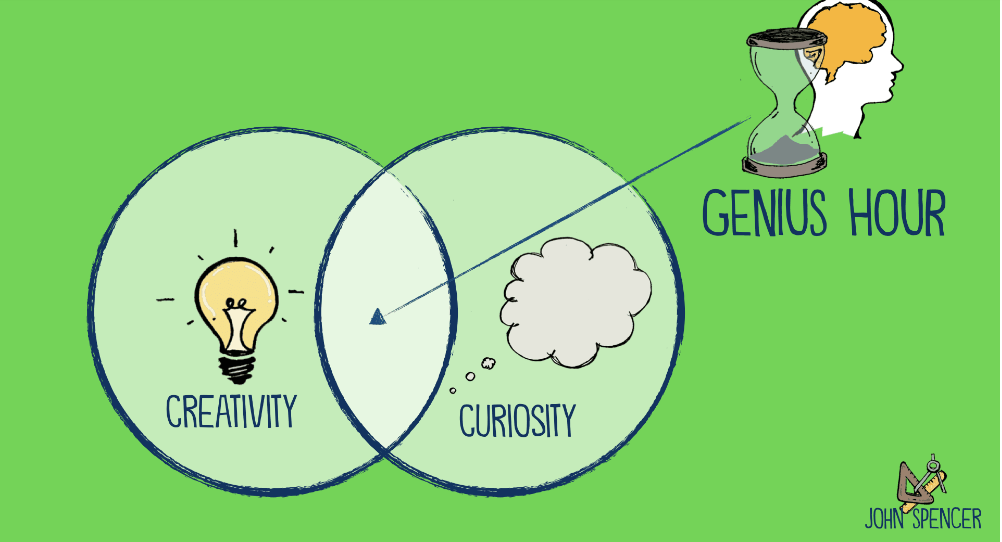 GENIUS HOUR
CREATIVITY
CURIOSITY
JOHN SPENCER